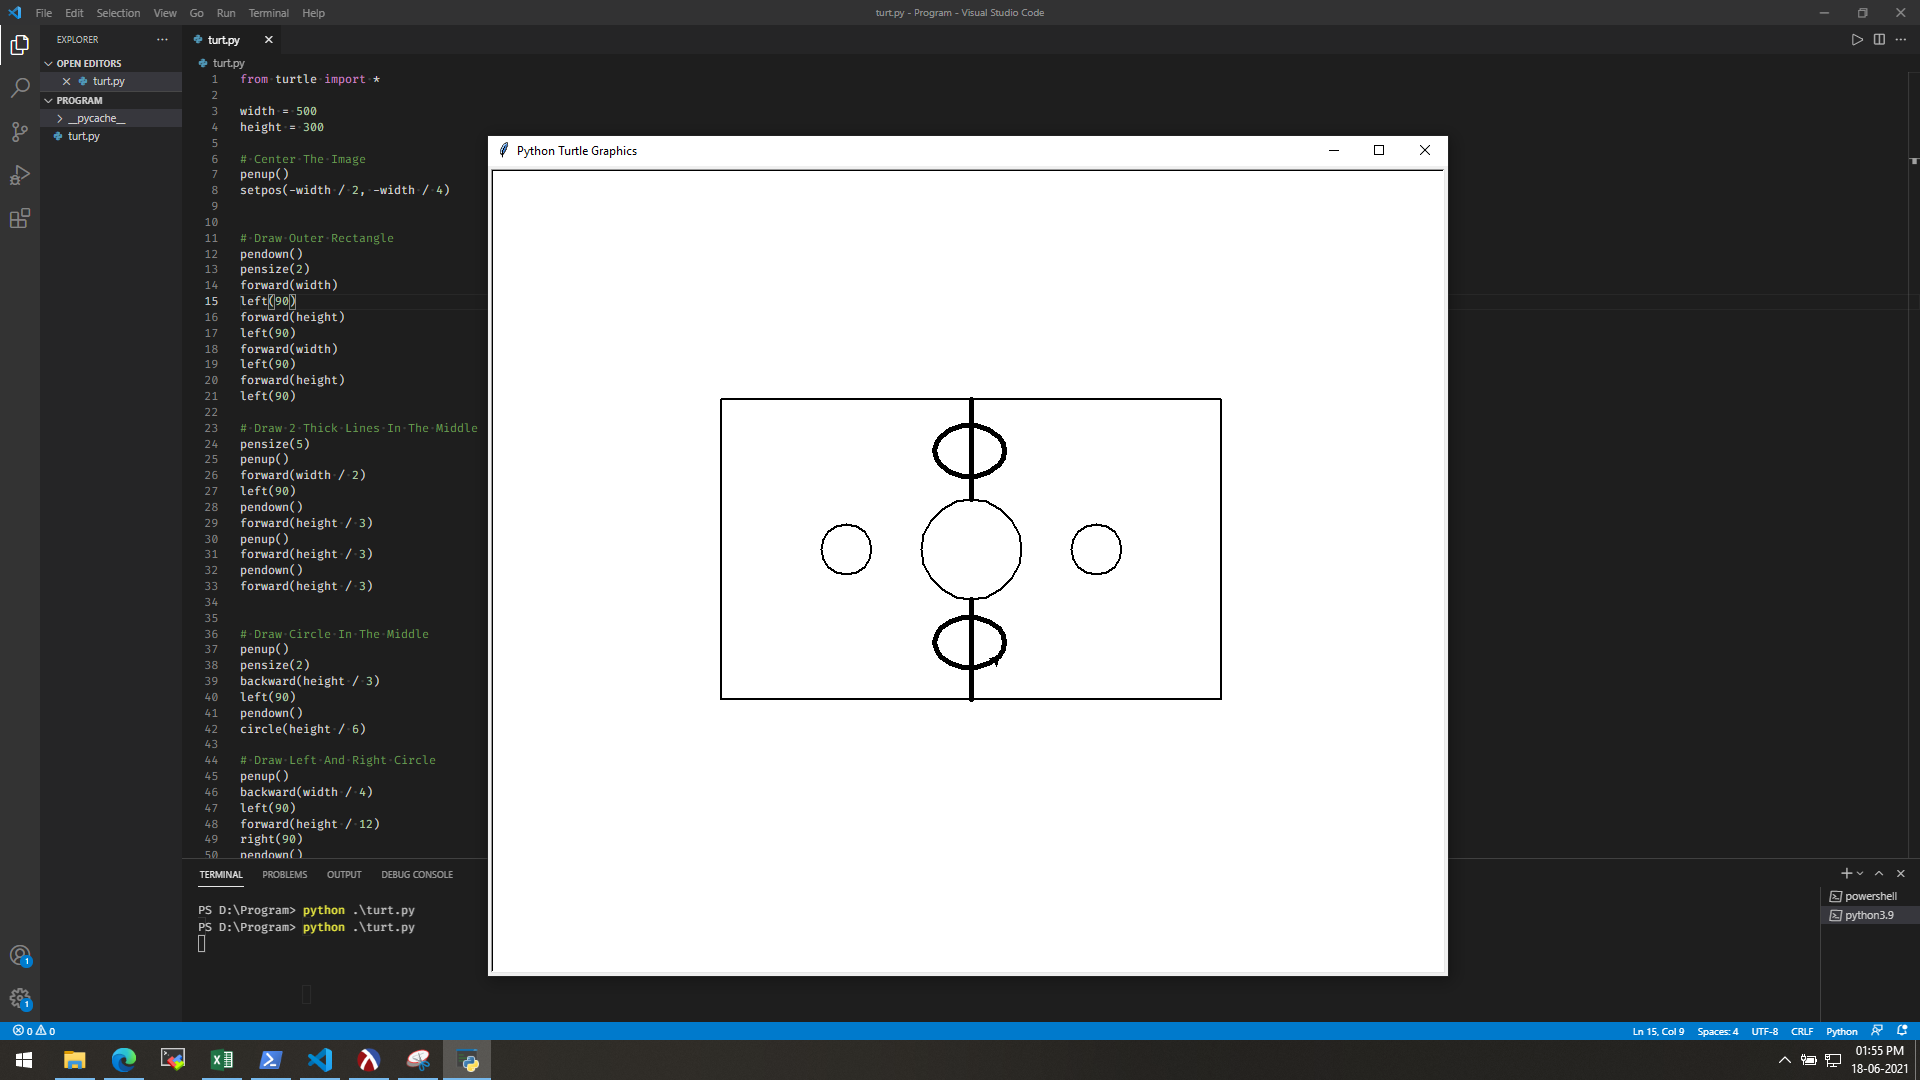 File Edit Selection View Go Run Terminal Help
turt.py - Program - Visual Studio Code
EXPLORER
turt.py
OPEN EDITORS
turt.py
PROGRAM
__pycache__
turt.py
turt.py
1 from turtle import *
2
3 width = 500
4 height = 300
5
6 # Center The Image
7 penup()
8 setpos(-width / 2, -width / 4)
9
10
11 # Draw Outer Rectangle
12 pendown()
13 pensize(2)
14 forward(width)
15 left(90)
16 forward(height)
17 left(90)
18 forward(width)
19 left(90)
20 forward(height)
21 left(90)
22
23 # Draw 2 Thick Lines In The Middle
24 pensize(5)
25 penup()
26 forward(width / 2)
27 left(90)
28 pendown()
29 forward(height / 3)
30 penup()
31 forward(height / 3)
32 pendown()
33 forward(height / 3)
34
35
36 # Draw Circle In The Middle
37 penup()
38 pensize(2)
39 backward(height / 3)
40 left(90)
41 pendown()
42 circle(height / 6)
43
44 # Draw Left And Right Circle
45 penup()
46 backward(width / 4)
47 left(90)
48 forward(height / 12)
49 right(90)
50 pendown()
Python Turtle Graphics
TERMINAL PROBLEMS OUTPUT DEBUG CONSOLE
PS D:\Program> python .\turt.py
PS D:\Program> python .\turt.py
powershell
python3.9
1
1
0 0
Ln 15, Col 9 Spaces: 4 UTF-8 CRLF Python
01:55 PM
18-06-2021